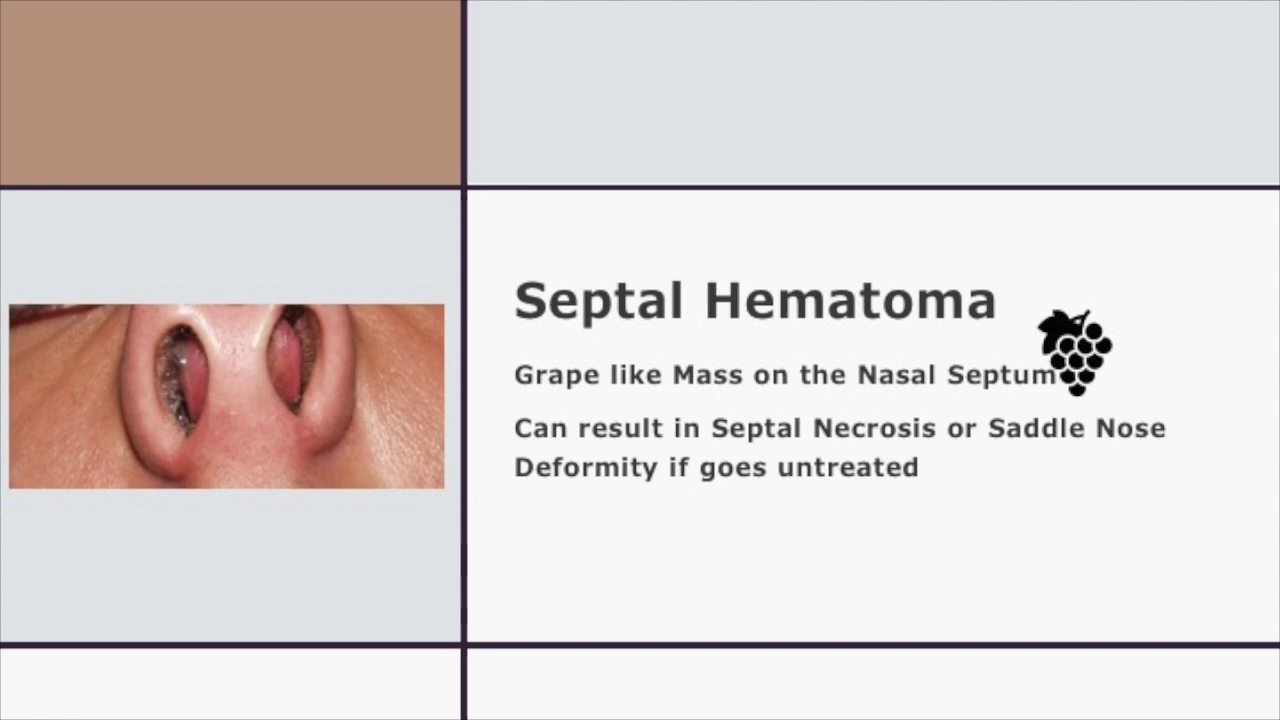 Septal Hematoma
Grape like Mass on the Nasal Septum
Can result in Septal Necrosis or Saddle Nose
Deformity if goes untreated